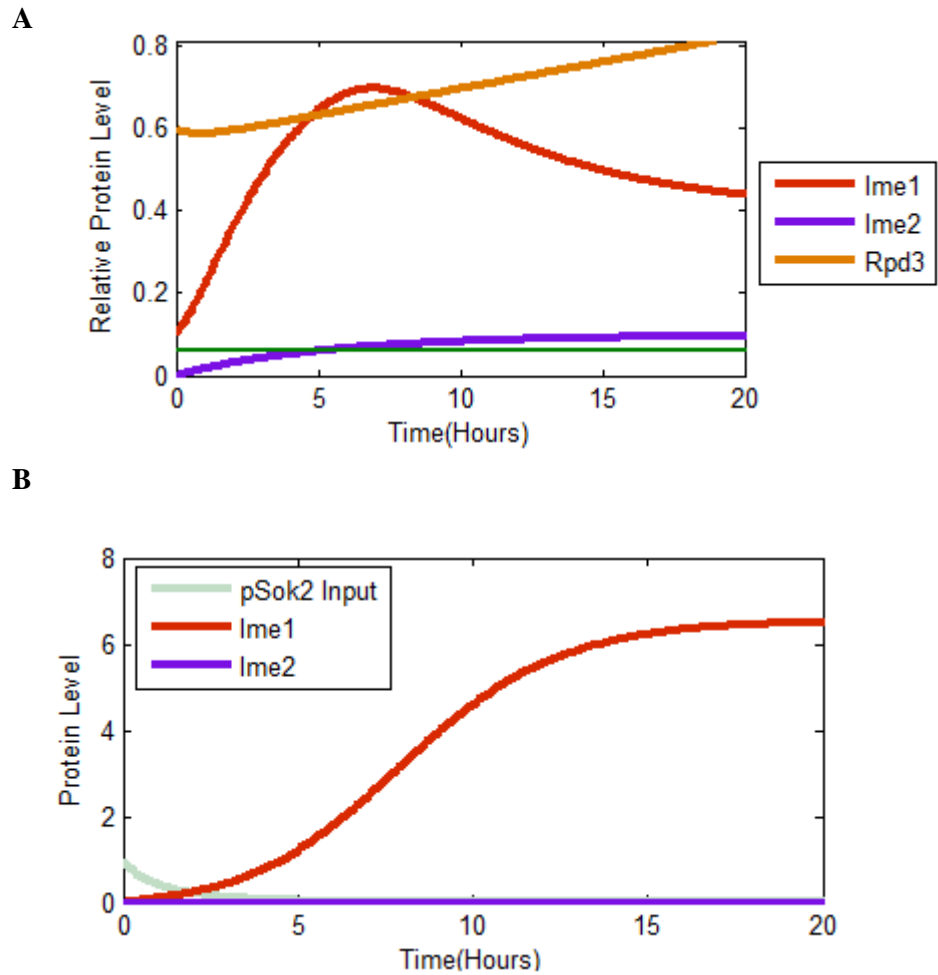 A
0.8
0.6
0.4
0.2
0
Relative Protein Level
0 5 10 15 20
Time(Hours)
Ime1
Ime2
Rpd3
B
8
6
4
2
0
Protein Level
pSok2 Input
Ime1
Ime2
0 5 10 15 20
Time(Hours)